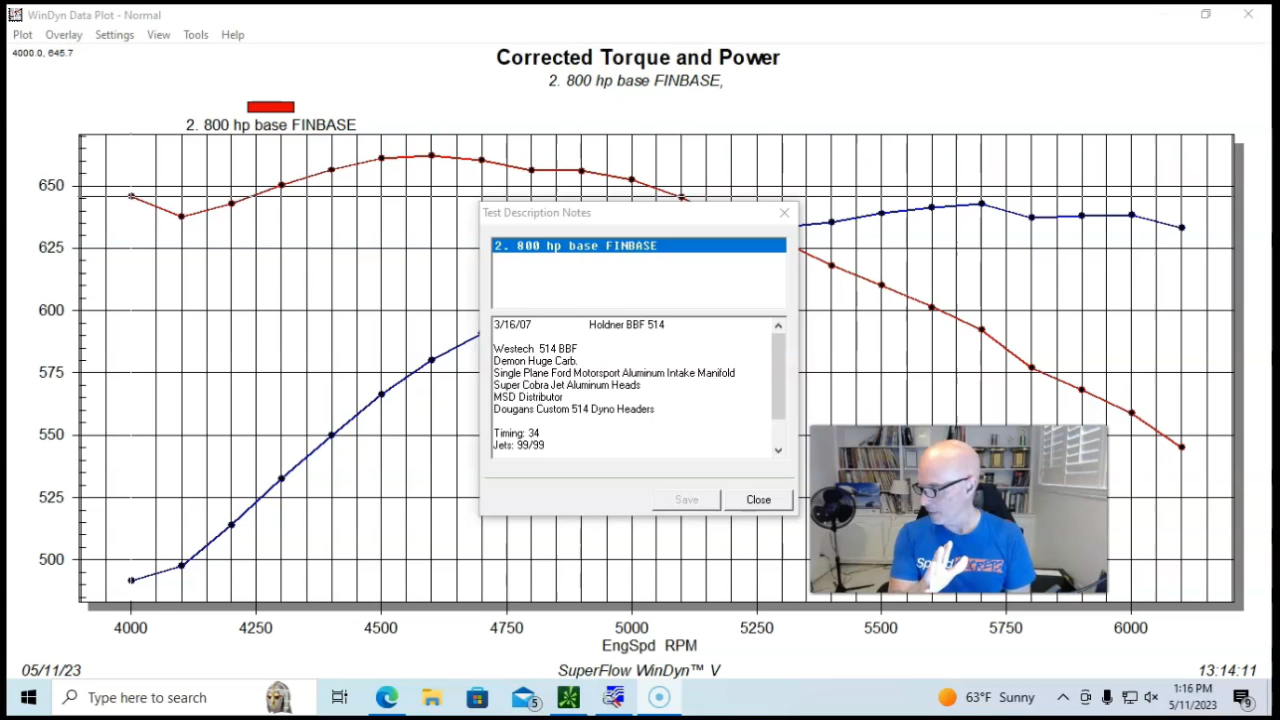 WinDyn Data Plot - Normal
Plot Overlay Settings View Tools Help
4000.0, 645.7
Corrected Torque and Power
2. 800 hp base FINBASE,
2. 800 hp base FINBASE
650
625
600
575
550
525
500
Test Description Notes
2. 800 hp base FINBASE
3/16/07 Holdner BBF 514
Westech 514 BBF
Demon Huge Carb.
Single Plane Ford Motorsport Aluminum Intake Manifold
Super Cobra Jet Aluminum Heads
MSD Distributor
Dougans Custom 514 Dyno Headers
Timing: 34
Jets: 99/99
Save Close
4000 4250 4500 4750 5000 5250 5500 5750 6000
EngSpd RPM
05/11/23 SuperFlow WinDyn™ V 13:14:11
Type here to search 5 63°F Sunny 1:16 PM
5/11/2023 9